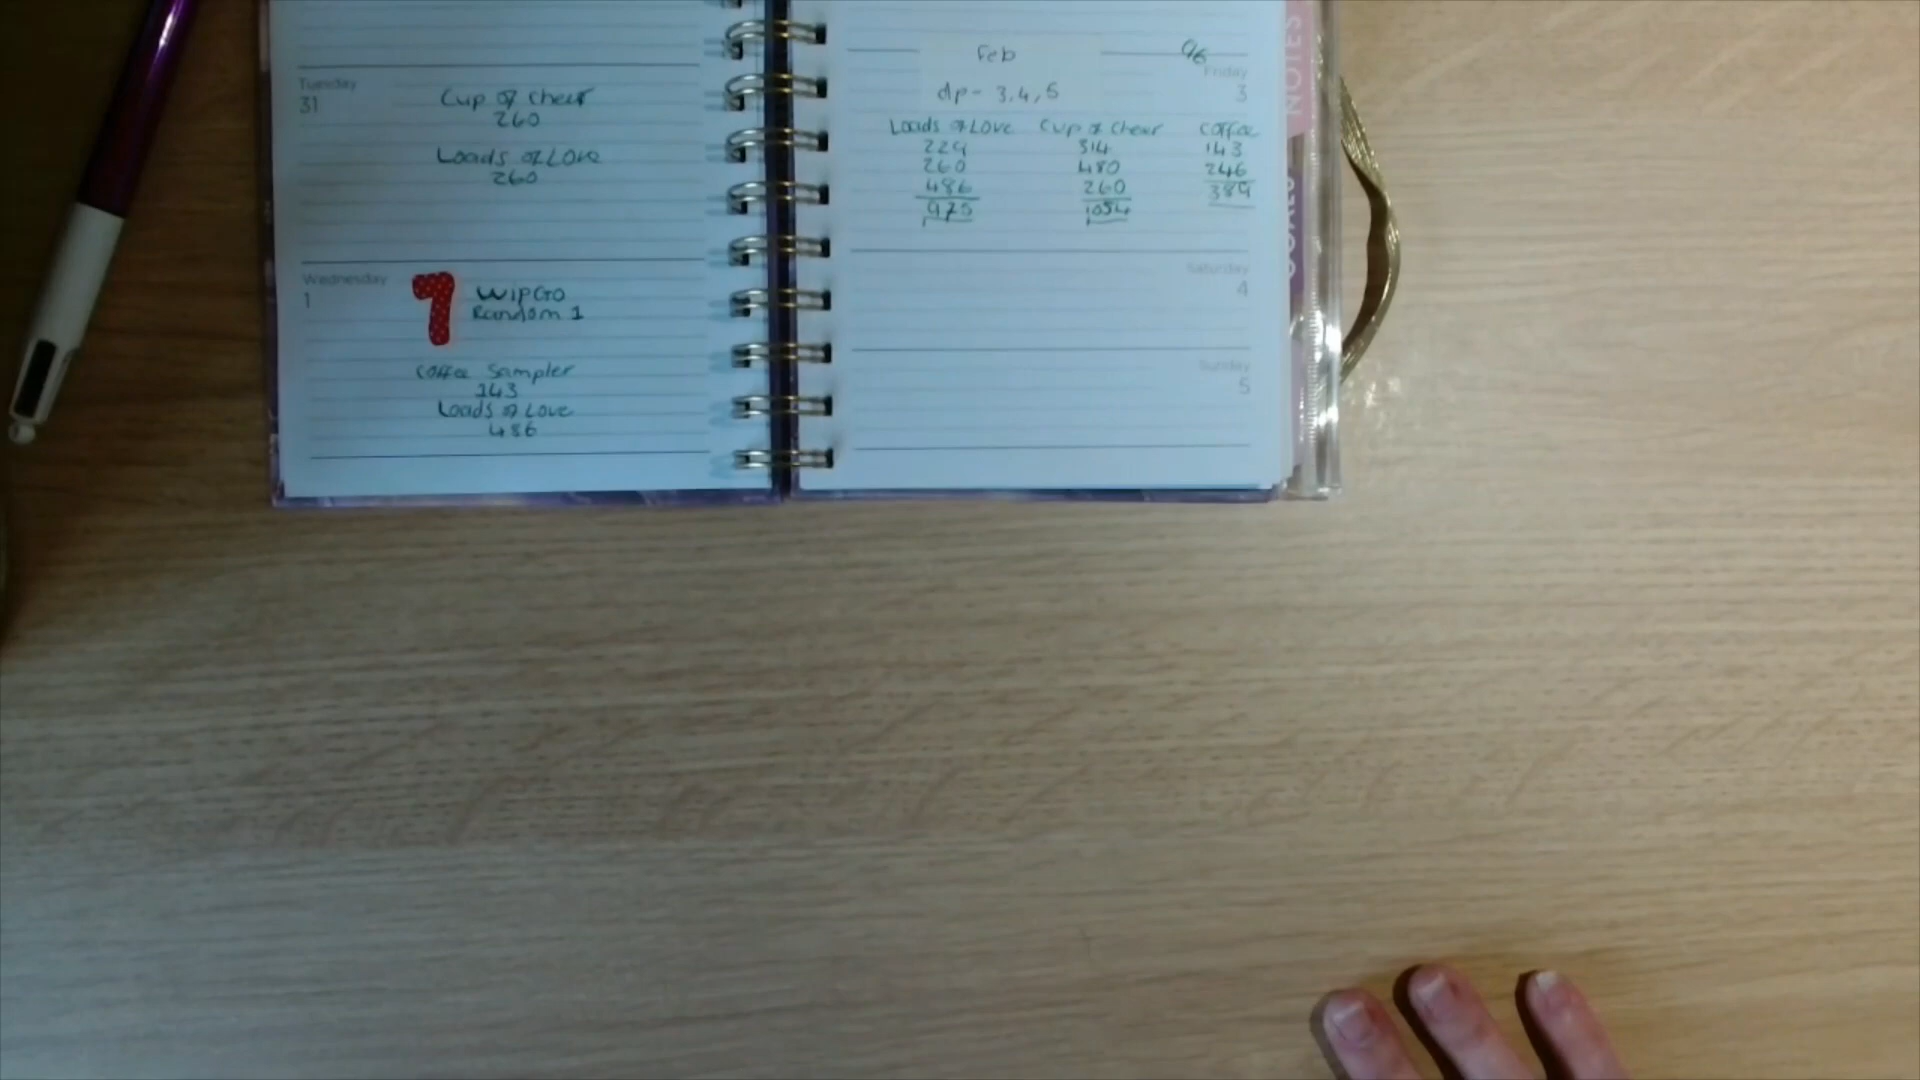 Tuesday
31
Cup of Cheer
260
Loads of Love
260
Wednesday
1
WIPGO
Random 1
Coffee Sampler
143
Loads of Love
486
Feb
dp - 3,4,5
Friday
3
Loads of Love Cup of Cheer Coffee
229 314 143
260 480 246
486 260 389
975 1054
Saturday
4
Sunday
5
NOTES
GOALS